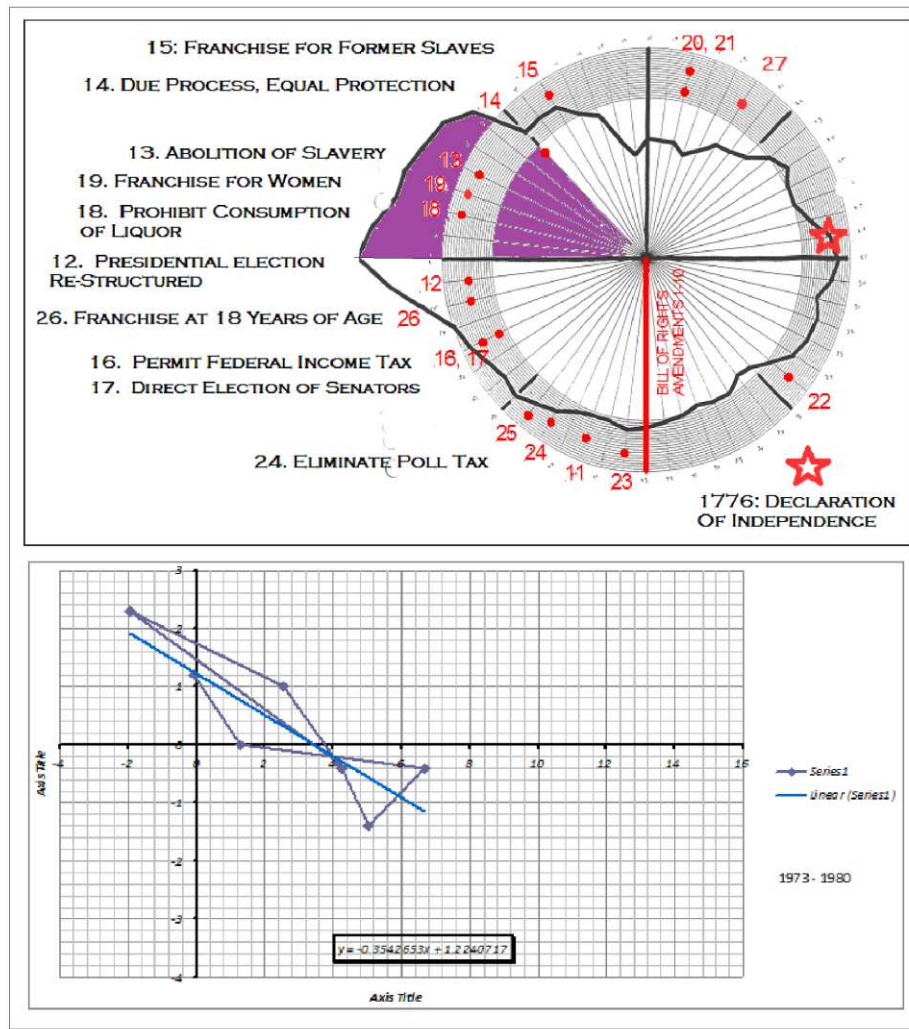 15: Franchise for Former Slaves
14. Due Process, Equal Protection
13. Abolition of Slavery
19. Franchise for Women
18. Prohibit Consumption
of Liquor
12. Presidential election
Re-Structured
26. Franchise at 18 Years of Age
16. Permit Federal Income Tax
17. Direct Election of Senators
24. Eliminate Poll Tax
15
14
13
19
18
12
26
16, 17
25
24
11
23
20, 21
27
22
BILL OF RIGHTS
AMENDMENTS 1-10
1776: Declaration
Of Independence
3
2
1
0
-1
-2
-3
-4
-4
-2
0
2
4
6
8
10
12
14
16
Axis Title
Axis Title
Series1
Linear (Series1)
1973 - 1980
y = -0.3542653x + 1.2240717